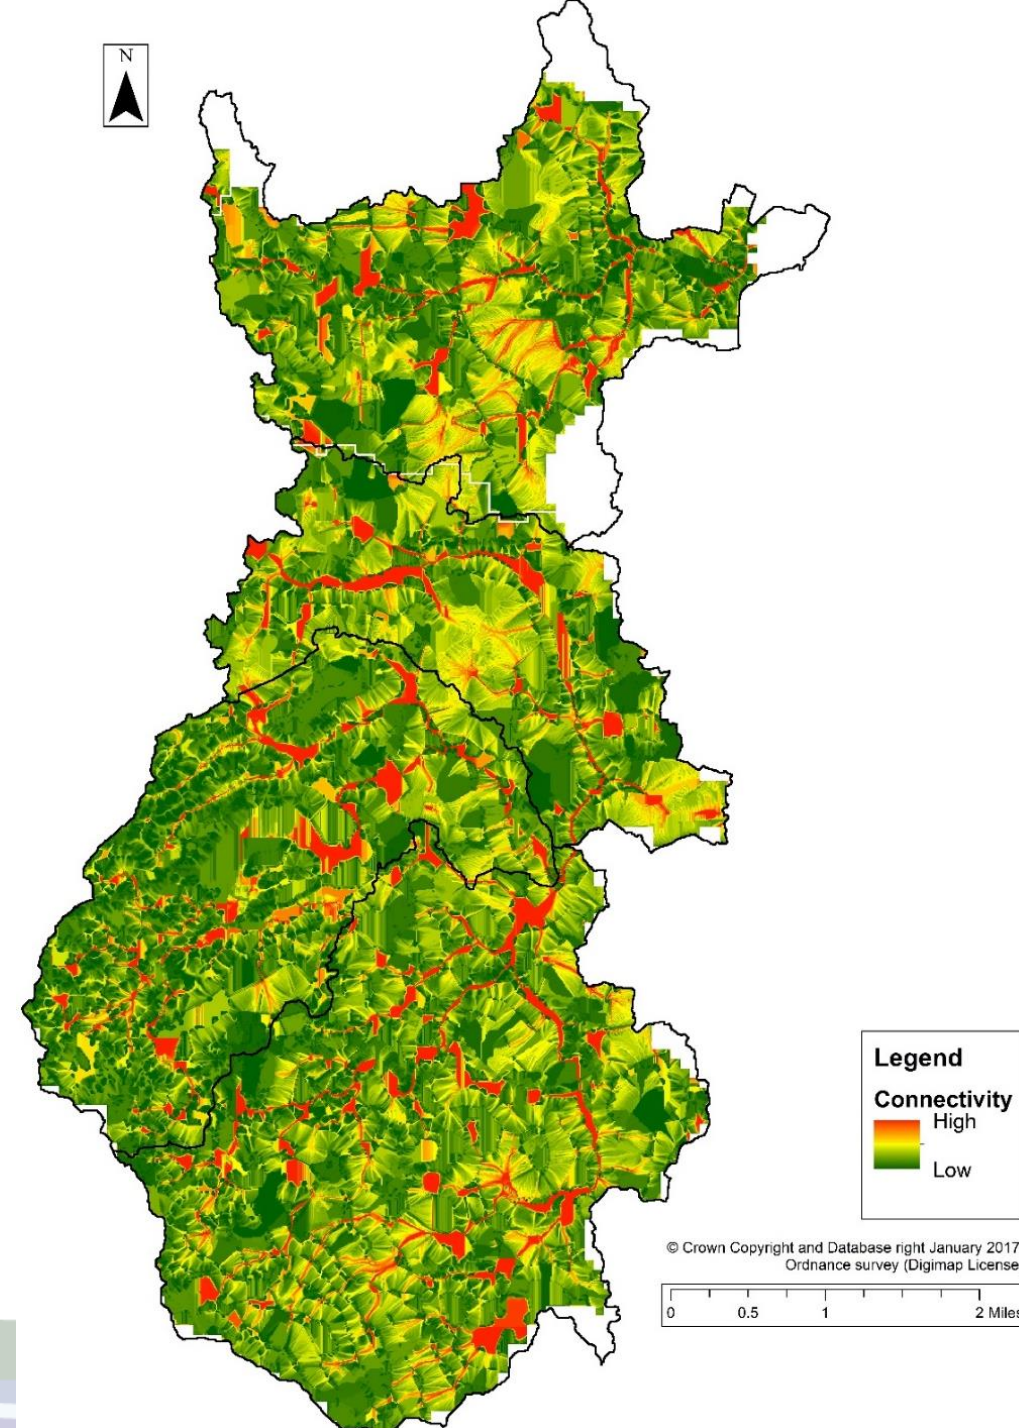 N
Legend
Connectivity
High
Low
© Crown Copyright and Database right January 2017
Ordnance survey (Digimap License
0 0.5 1 2 Miles